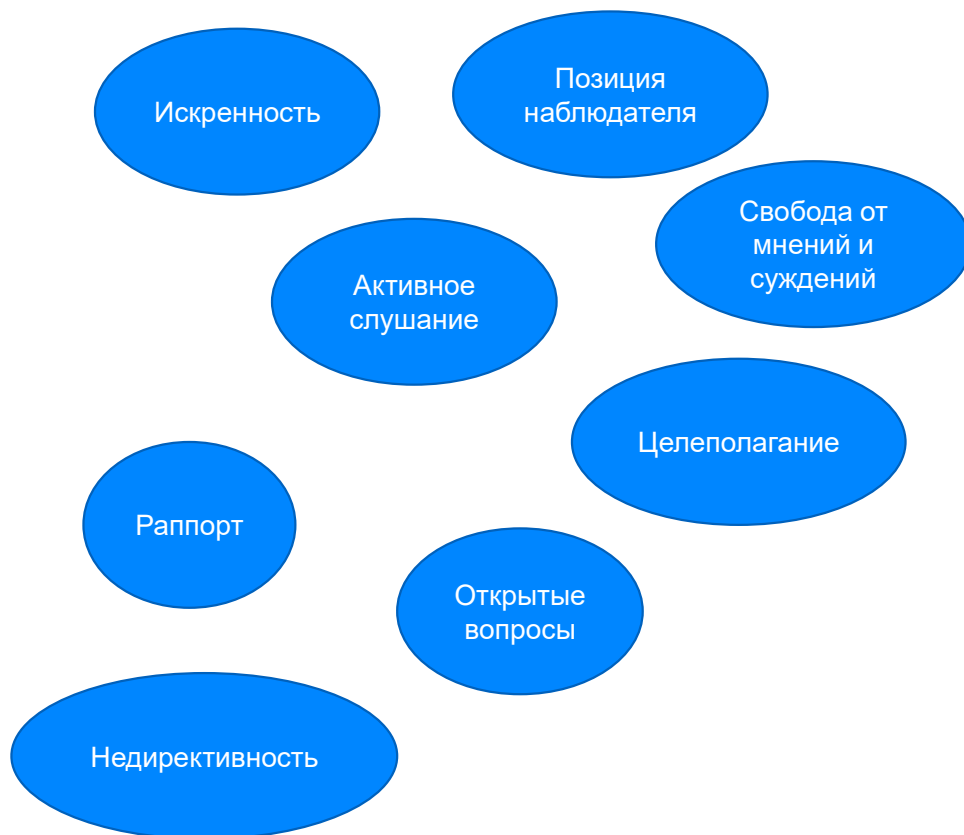 Искренность
Позиция
наблюдателя
Свобода от
мнений и
суждений
Активное
слушание
Целеполагание
Раппорт
Открытые
вопросы
Недирективность